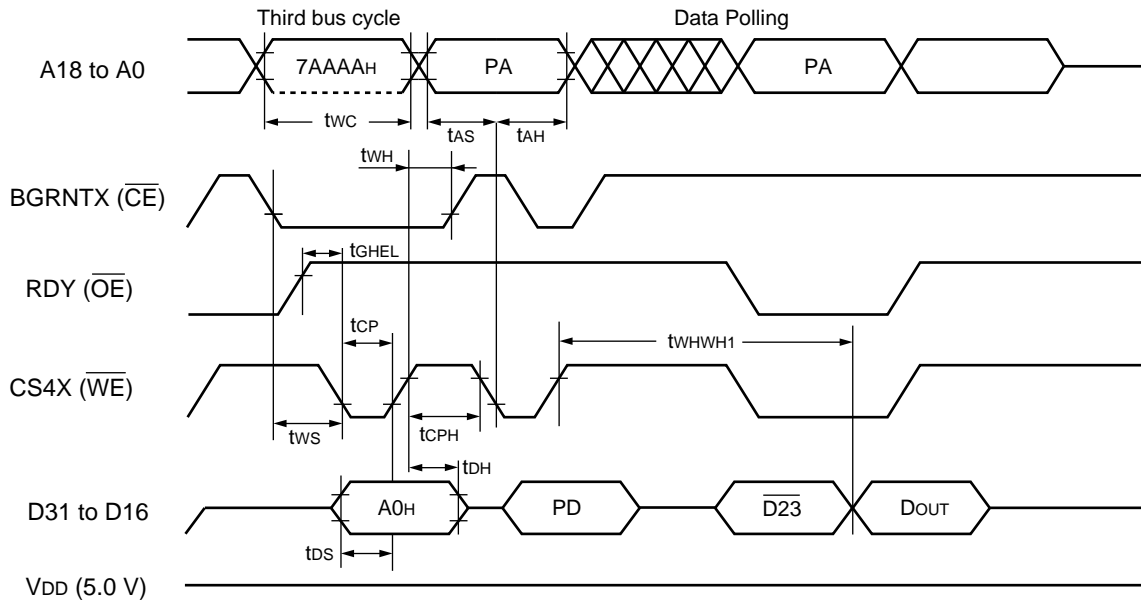 Third bus cycle
Data Polling
A18 to A0
7AAAAH
PA
PA
tWC
tAS
tAH
tWH
BGRNTX (CE)
tGHEL
RDY (OE)
tCP
tWHWH1
CS4X (WE)
tWS
tCPH
tDH
D31 to D16
A0H
PD
D23
DOUT
tDS
VDD (5.0 V)